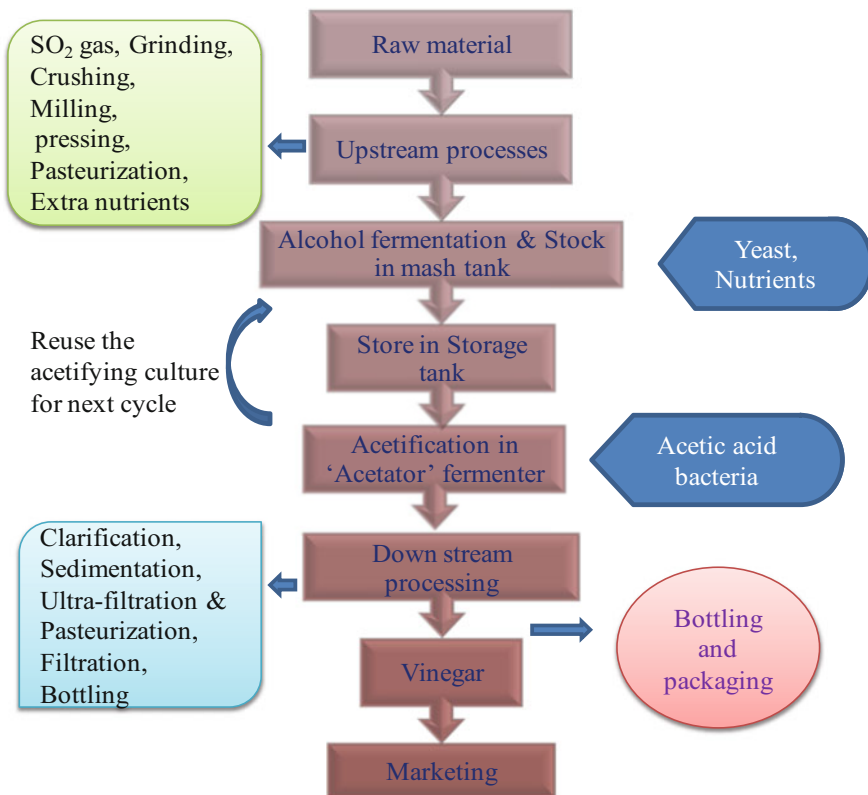 SO₂ gas, Grinding,
Crushing,
Milling,
pressing,
Pasteurization,
Extra nutrients
Raw material
Upstream processes
Alcohol fermentation & Stock
in mash tank
Yeast,
Nutrients
Reuse the
acetifying culture
for next cycle
Store in Storage
tank
Acetification in
‘Acetator’ fermenter
Acetic acid
bacteria
Clarification,
Sedimentation,
Ultra-filtration &
Pasteurization,
Filtration,
Bottling
Down stream
processing
Vinegar
Bottling
and
packaging
Marketing